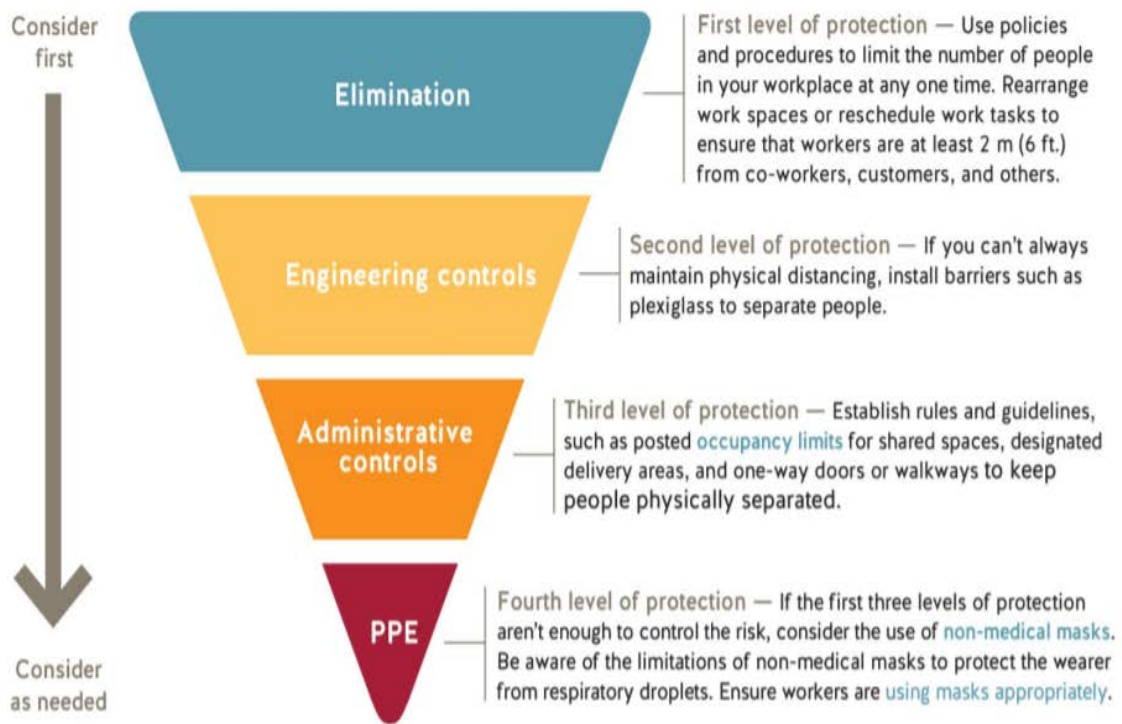 Consider
first
Elimination
First level of protection — Use policies
and procedures to limit the number of people
in your workplace at any one time. Rearrange
work spaces or reschedule work tasks to
ensure that workers are at least 2 m (6 ft.)
from co-workers, customers, and others.
Engineering controls
Second level of protection — If you can't always
maintain physical distancing, install barriers such as
plexiglass to separate people.
Administrative
controls
Third level of protection — Establish rules and guidelines,
such as posted occupancy limits for shared spaces, designated
delivery areas, and one-way doors or walkways to keep
people physically separated.
PPE
Fourth level of protection — If the first three levels of protection
aren't enough to control the risk, consider the use of non-medical masks.
Be aware of the limitations of non-medical masks to protect the wearer
from respiratory droplets. Ensure workers are using masks appropriately.
Consider
as needed